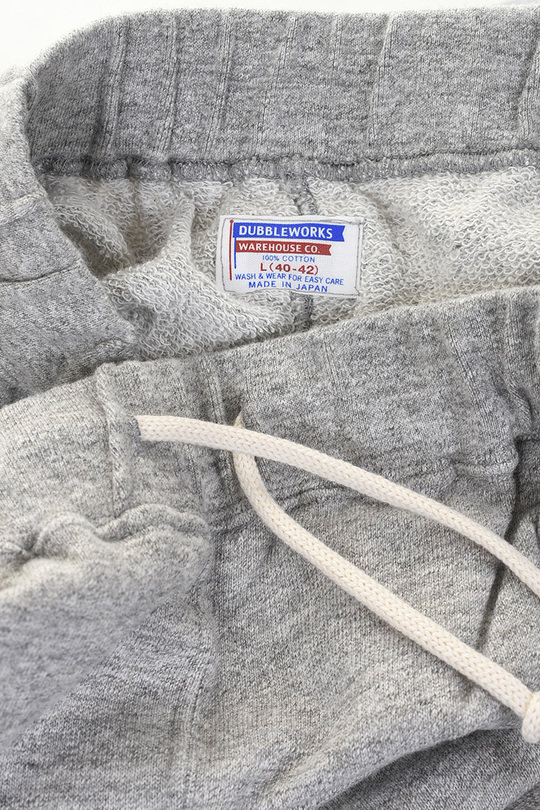 DUBBLEWORKS
WAREHOUSE CO.
100% COTTON
L (40-42)
WASH & WEAR FOR EASY CARE
MADE IN JAPAN